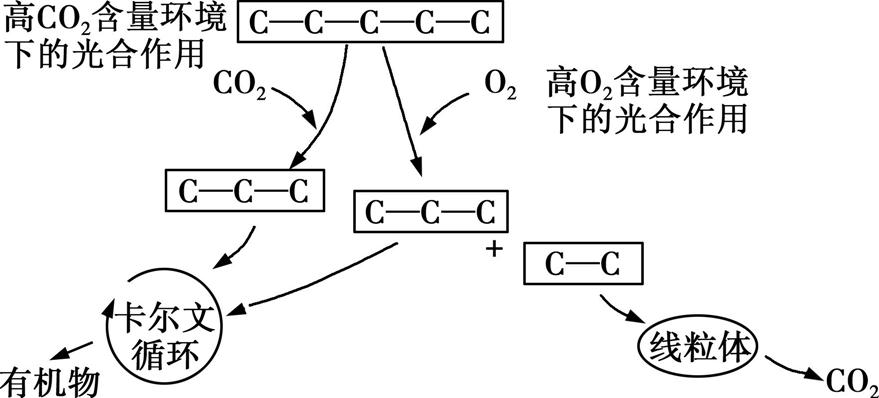 高CO₂含量环境
下的光合作用
C—C—C—C—C
CO₂
O₂
高O₂含量环境
下的光合作用
C—C—C
C—C—C
+
C—C
卡尔文
循环
线粒体
有机物
CO₂